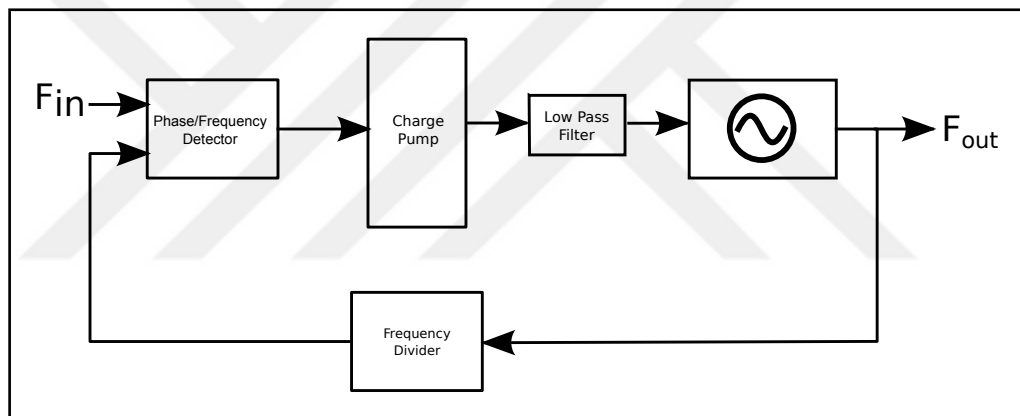 Fin
Phase/Frequency
Detector
Charge
Pump
Low Pass
Filter
Fout
Frequency
Divider